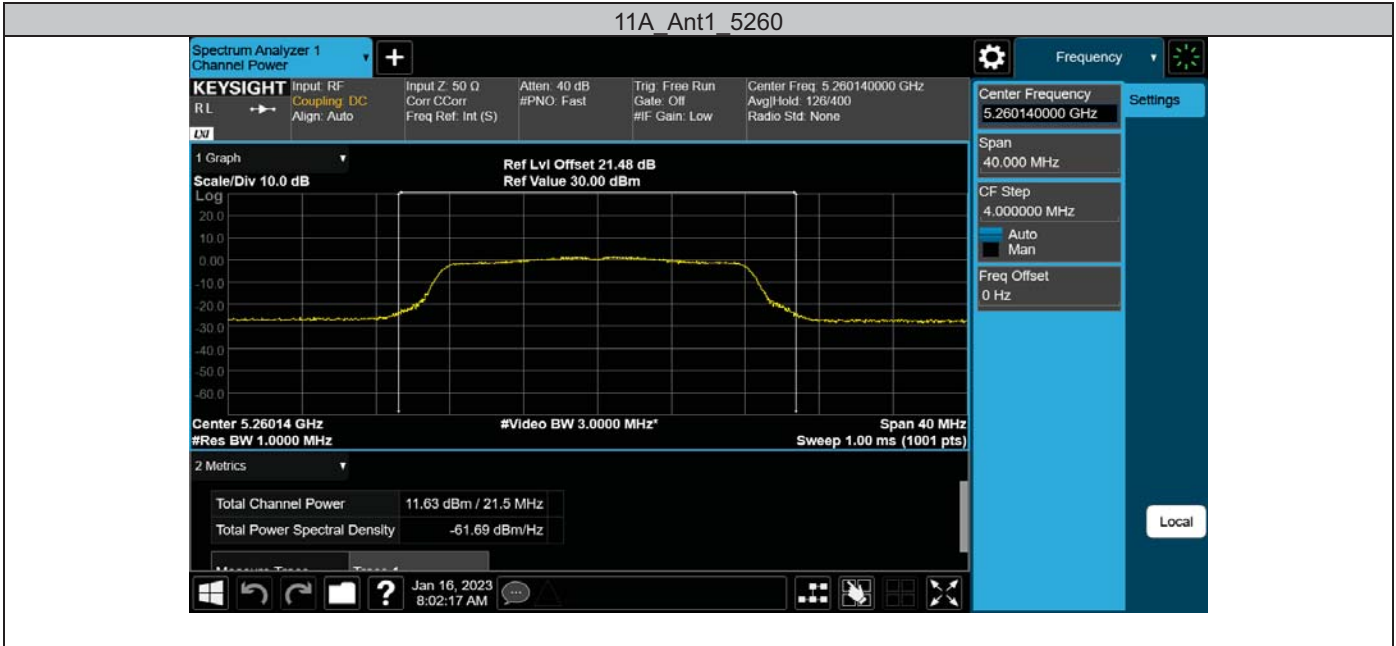 11A_Ant1_5260
Spectrum Analyzer 1
Channel Power
+
Frequency
KEYSIGHT
RL
LXI
Input: RF
Coupling: DC
Align: Auto
Input Z: 50 Ω
Corr CCorr
Freq Ref: Int (S)
Atten: 40 dB
#PNO: Fast
Trig: Free Run
Gate: Off
#IF Gain: Low
Center Freq: 5.260140000 GHz
Avg|Hold: 126/400
Radio Std: None
Center Frequency
5.260140000 GHz
Settings
Span
40.000 MHz
CF Step
4.000000 MHz
Auto
Man
Freq Offset
0 Hz
Local
1 Graph
Scale/Div 10.0 dB
Ref Lvl Offset 21.48 dB
Ref Value 30.00 dBm
Log
20.0
10.0
0.00
-10.0
-20.0
-30.0
-40.0
-50.0
-60.0
Center 5.26014 GHz
#Video BW 3.0000 MHz*
Span 40 MHz
#Res BW 1.0000 MHz
Sweep 1.00 ms (1001 pts)
2 Metrics
Total Channel Power 11.63 dBm / 21.5 MHz
Total Power Spectral Density -61.69 dBm/Hz
?
Jan 16, 2023
8:02:17 AM